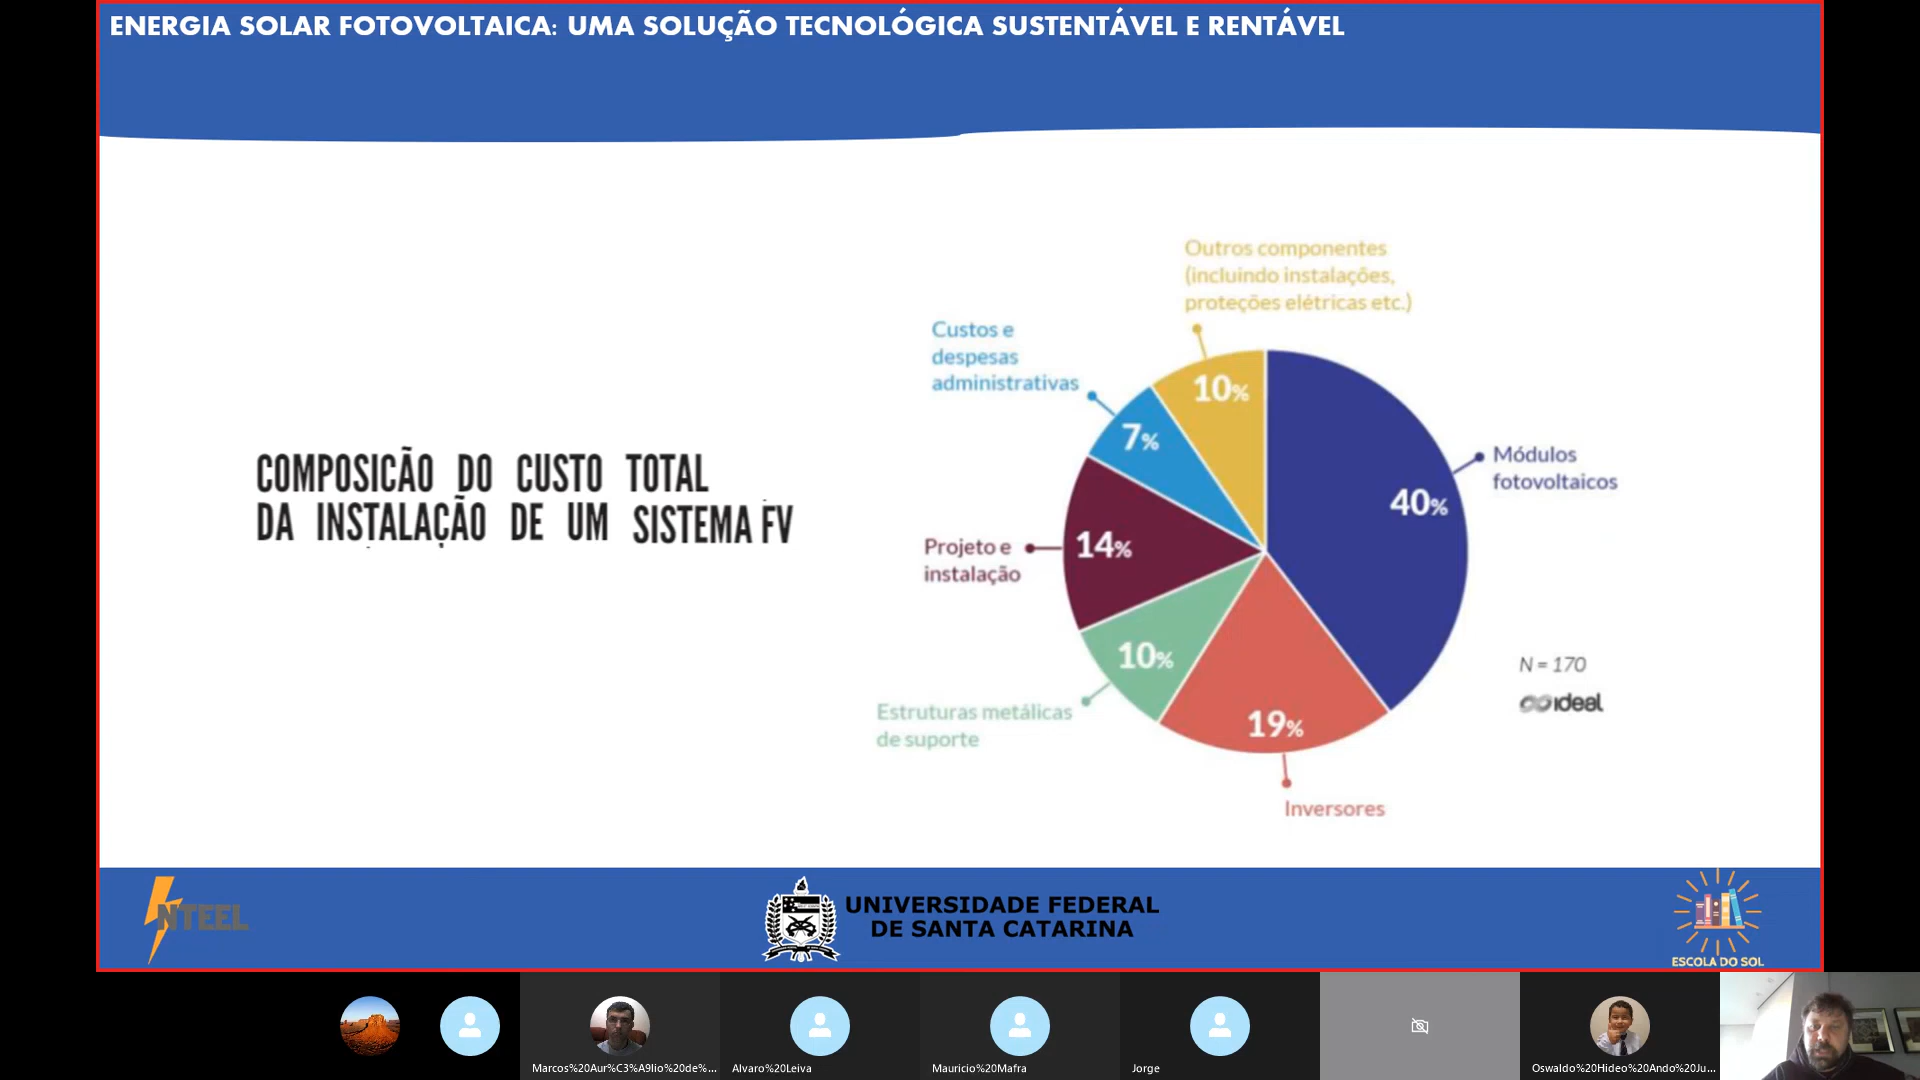 ENERGIA SOLAR FOTOVOLTAICA: UMA SOLUÇÃO TECNOLÓGICA SUSTENTÁVEL E RENTÁVEL
COMPOSICÃO DO CUSTO TOTAL
DA INSTALAÇÃO DE UM SISTEMA FV
Outros componentes
(incluindo instalações,
proteções elétricas etc.)
10%
Custos e
despesas
administrativas
7%
Módulos
fotovoltaicos
40%
Projeto e
instalação
14%
Estruturas metálicas
de suporte
10%
19%
Inversores
N = 170
ideal
NTEEL
UNIVERSIDADE FEDERAL
DE SANTA CATARINA
ESCOLA DO SOL
Marcos%20Aur%C3%A9lio%20de%...
Alvaro%20Leiva
Mauricio%20Mafra
Jorge
Oswaldo%20Hideo%20Ando%20Ju...